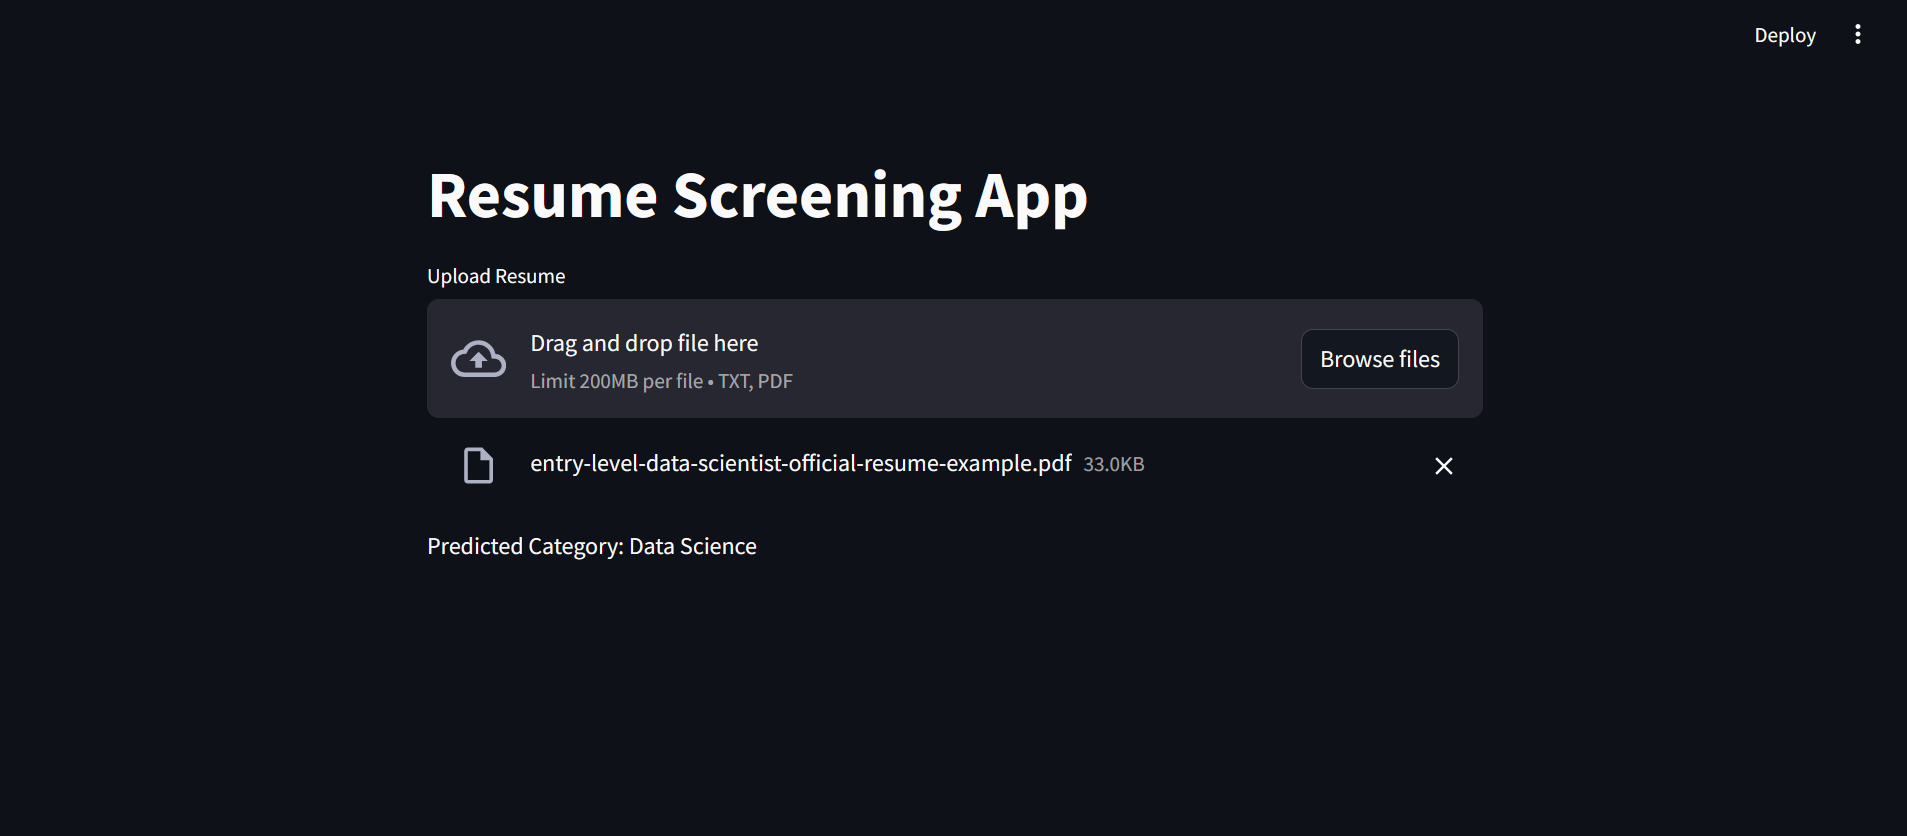 Deploy
Resume Screening App
Upload Resume
Drag and drop file here
Limit 200MB per file • TXT, PDF
Browse files
entry-level-data-scientist-official-resume-example.pdf 33.0KB
Predicted Category: Data Science